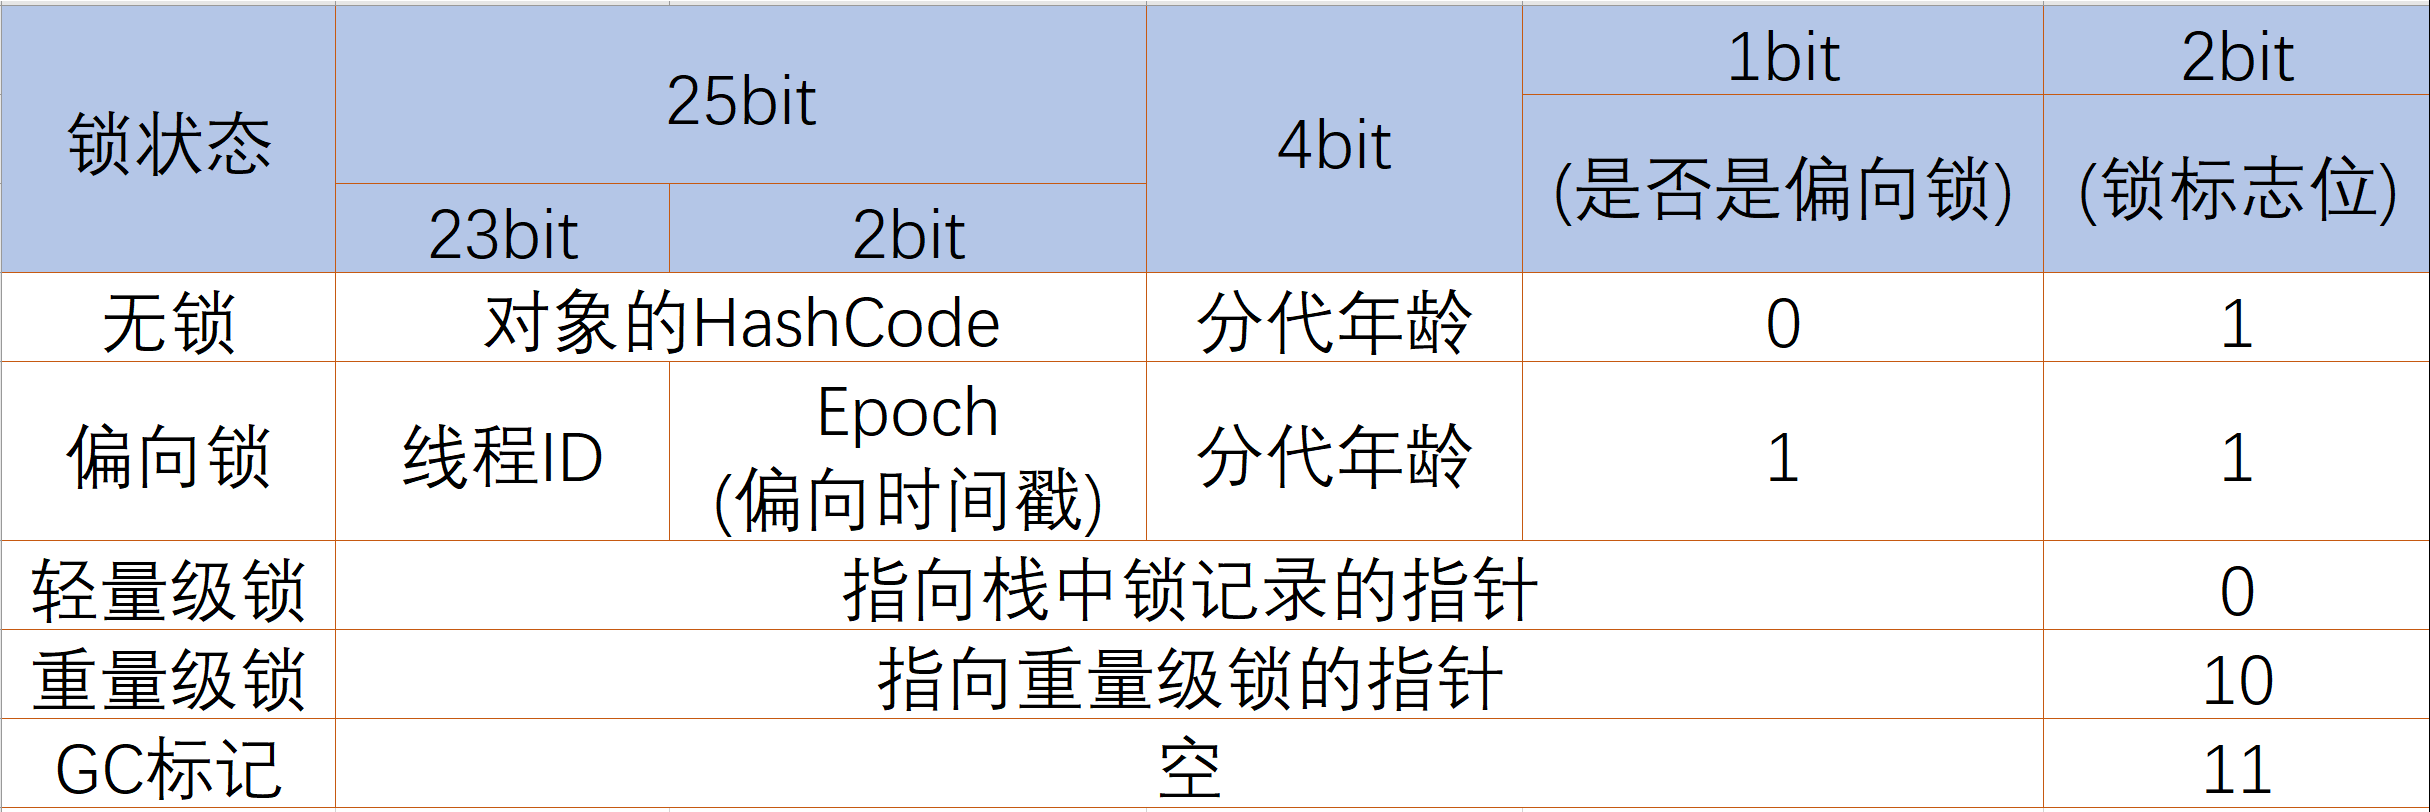 锁状态
25bit
4bit
1bit
2bit
(是否是偏向锁)
(锁标志位)
23bit
2bit
无锁
对象的HashCode
分代年龄
0
1
偏向锁
线程ID
Epoch
(偏向时间戳)
分代年龄
1
1
轻量级锁
指向栈中锁记录的指针
0
重量级锁
指向重量级锁的指针
10
GC标记
空
11